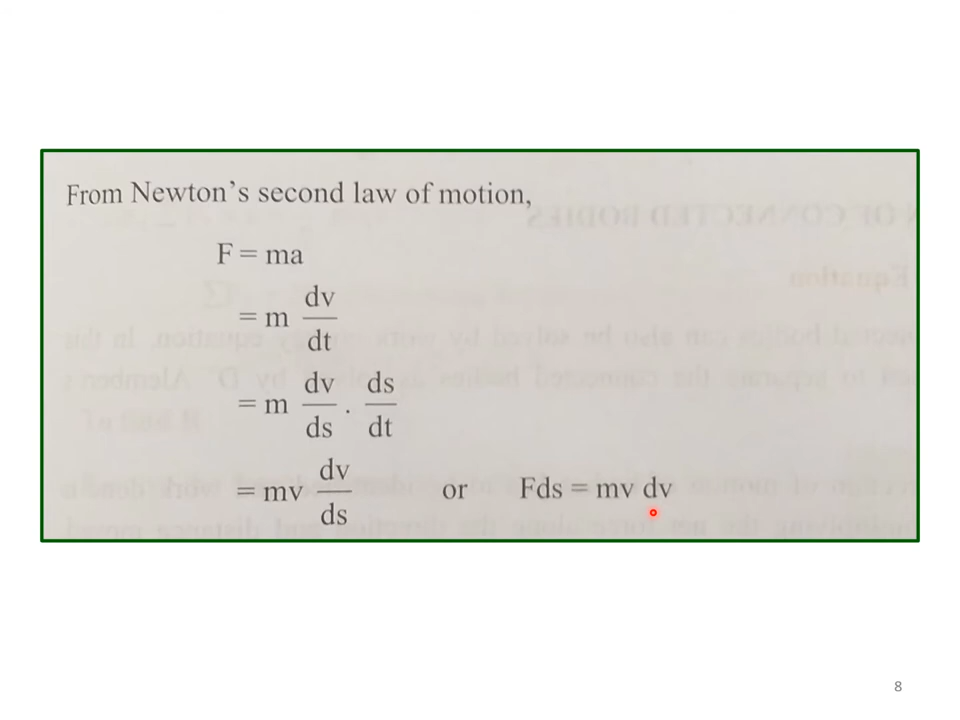 From Newton's second law of motion,
F = ma
= m dv/dt
= m dv/ds . ds/dt
= mv dv/ds or Fds = mv dv
8